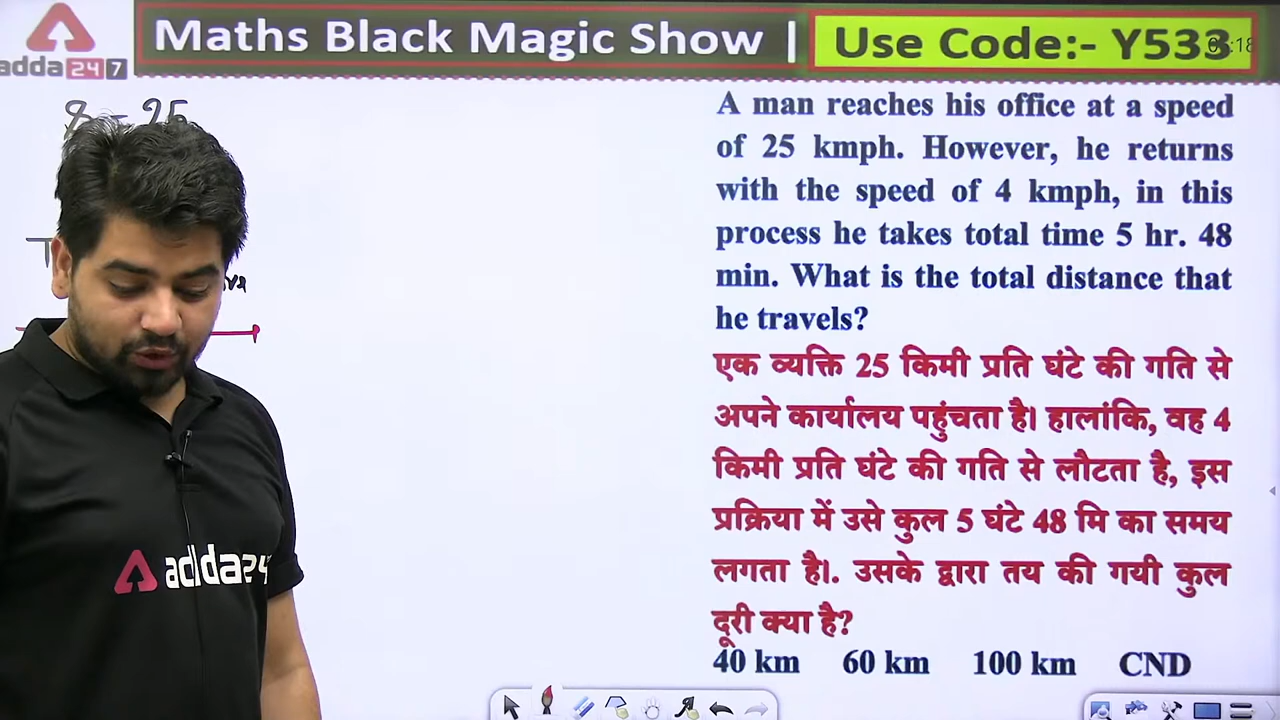 Maths Black Magic Show | Use Code:- Y533
adda247
8 - 25
A man reaches his office at a speed
of 25 kmph. However, he returns
with the speed of 4 kmph, in this
process he takes total time 5 hr. 48
min. What is the total distance that
he travels?
एक व्यक्ति 25 किमी प्रति घंटे की गति से
अपने कार्यालय पहुंचता है। हालांकि, वह 4
किमी प्रति घंटे की गति से लौटता है, इस
प्रक्रिया में उसे कुल 5 घंटे 48 मि का समय
लगता है।. उसके द्वारा तय की गयी कुल
दूरी क्या है?
40 km 60 km 100 km CND
adda24